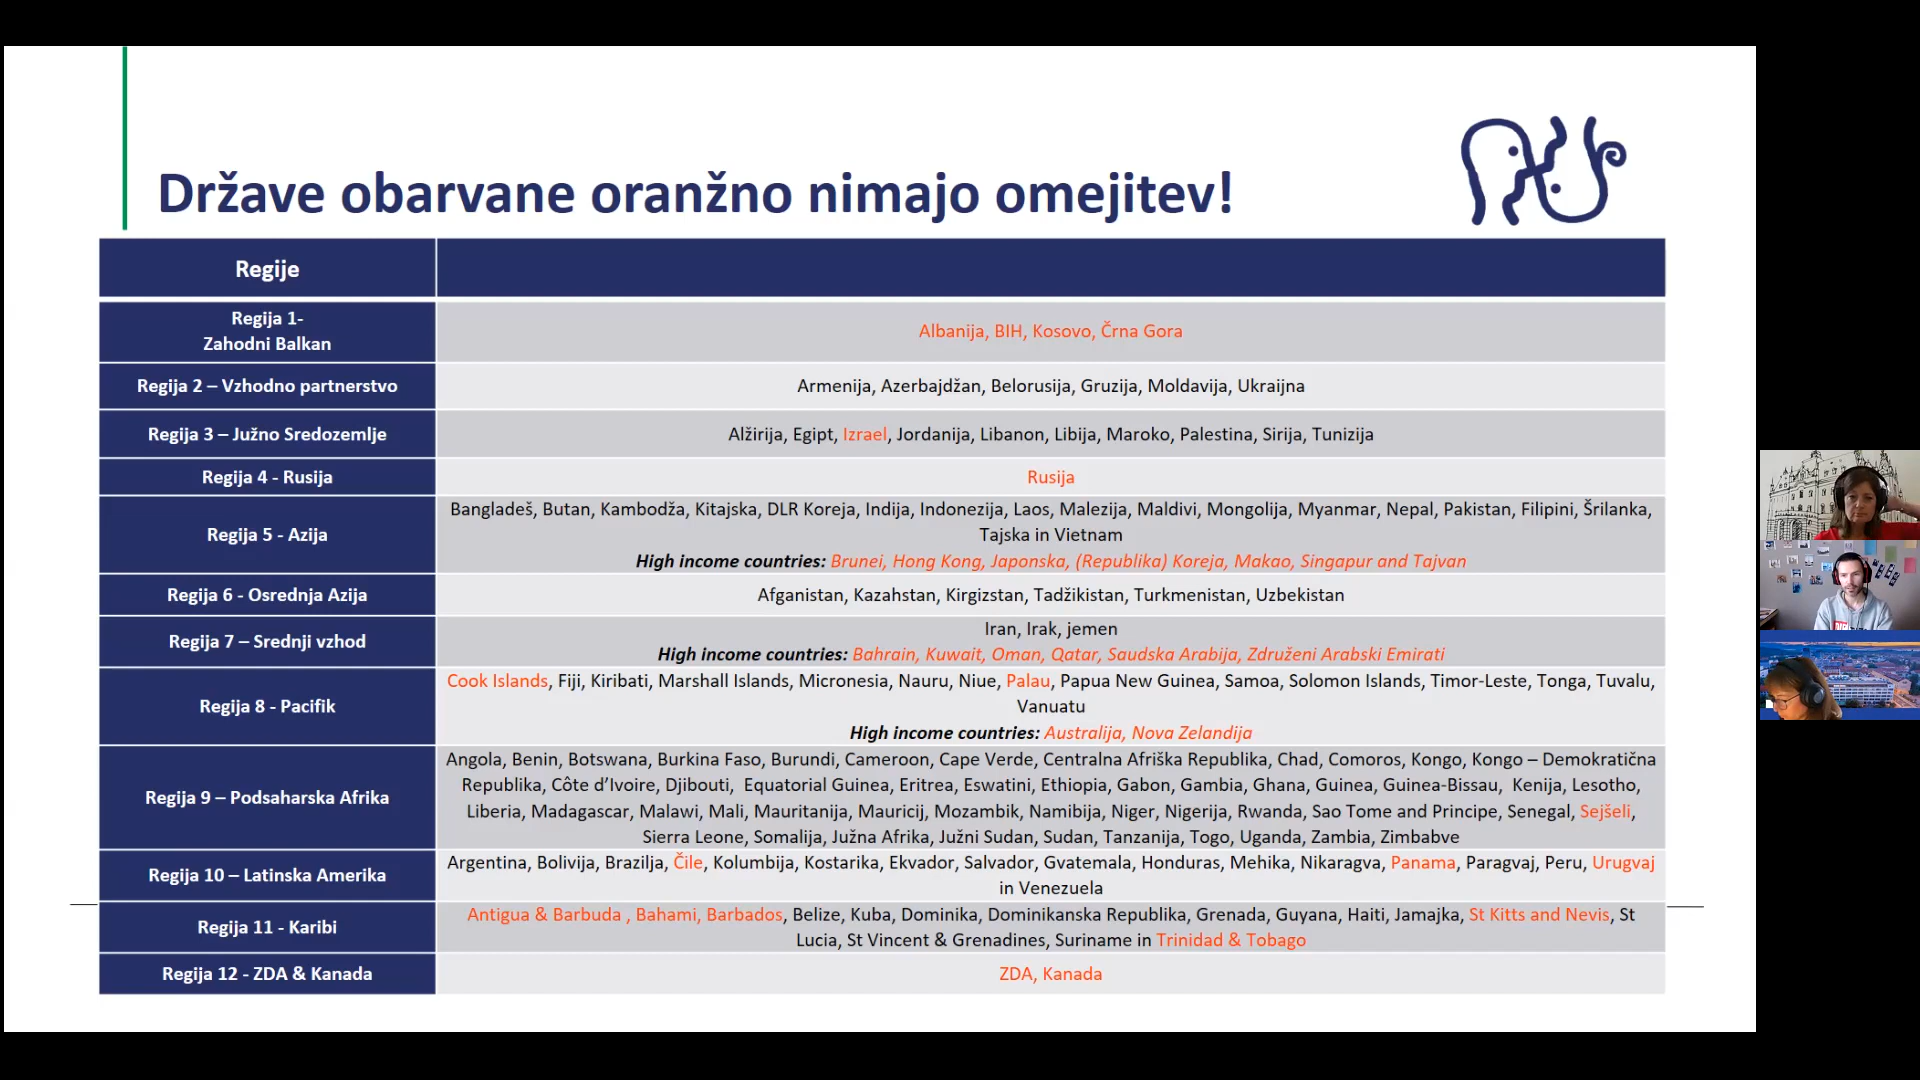 Države obarvane oranžno nimajo omejitev!
Regije
Regija 1-
Zahodni Balkan
Albanija, BIH, Kosovo, Črna Gora
Regija 2 – Vzhodno partnerstvo
Armenija, Azerbajdžan, Belorusija, Gruzija, Moldavija, Ukraijna
Regija 3 – Južno Sredozemlje
Alžirija, Egipt, Izrael, Jordanija, Libanon, Libija, Maroko, Palestina, Sirija, Tunizija
Regija 4 - Rusija
Rusija
Regija 5 - Azija
Bangladeš, Butan, Kambodža, Kitajska, DLR Koreja, Indija, Indonezija, Laos, Malezija, Maldivi, Mongolija, Myanmar, Nepal, Pakistan, Filipini, Šrilanka,
Tajska in Vietnam
High income countries: Brunei, Hong Kong, Japonska, (Republika) Koreja, Makao, Singapur and Tajvan
Regija 6 - Osrednja Azija
Afganistan, Kazahstan, Kirgizstan, Tadžikistan, Turkmenistan, Uzbekistan
Regija 7 – Srednji vzhod
Iran, Irak, jemen
High income countries: Bahrain, Kuwait, Oman, Qatar, Saudska Arabija, Združeni Arabski Emirati
Regija 8 - Pacifik
Cook Islands, Fiji, Kiribati, Marshall Islands, Micronesia, Nauru, Niue, Palau, Papua New Guinea, Samoa, Solomon Islands, Timor-Leste, Tonga, Tuvalu,
Vanuatu
High income countries: Australija, Nova Zelandija
Regija 9 – Podsaharska Afrika
Angola, Benin, Botswana, Burkina Faso, Burundi, Cameroon, Cape Verde, Centralna Afriška Republika, Chad, Comoros, Kongo, Kongo – Demokratična
Republika, Côte d’Ivoire, Djibouti, Equatorial Guinea, Eritrea, Eswatini, Ethiopia, Gabon, Gambia, Ghana, Guinea, Guinea-Bissau, Kenija, Lesotho,
Liberia, Madagascar, Malawi, Mali, Mauritanija, Mauricij, Mozambik, Namibija, Niger, Nigerija, Rwanda, Sao Tome and Principe, Senegal, Sejšeli,
Sierra Leone, Somalija, Južna Afrika, Južni Sudan, Sudan, Tanzanija, Togo, Uganda, Zambia, Zimbabve
Regija 10 – Latinska Amerika
Argentina, Bolivija, Brazilja, Čile, Kolumbija, Kostarika, Ekvador, Salvador, Gvatemala, Honduras, Mehika, Nikaragva, Panama, Paragvaj, Peru, Urugvaj
in Venezuela
Regija 11 - Karibi
Antigua & Barbuda , Bahami, Barbados, Belize, Kuba, Dominika, Dominikanska Republika, Grenada, Guyana, Haiti, Jamajka, St Kitts and Nevis, St
Lucia, St Vincent & Grenadines, Suriname in Trinidad & Tobago
Regija 12 - ZDA & Kanada
ZDA, Kanada